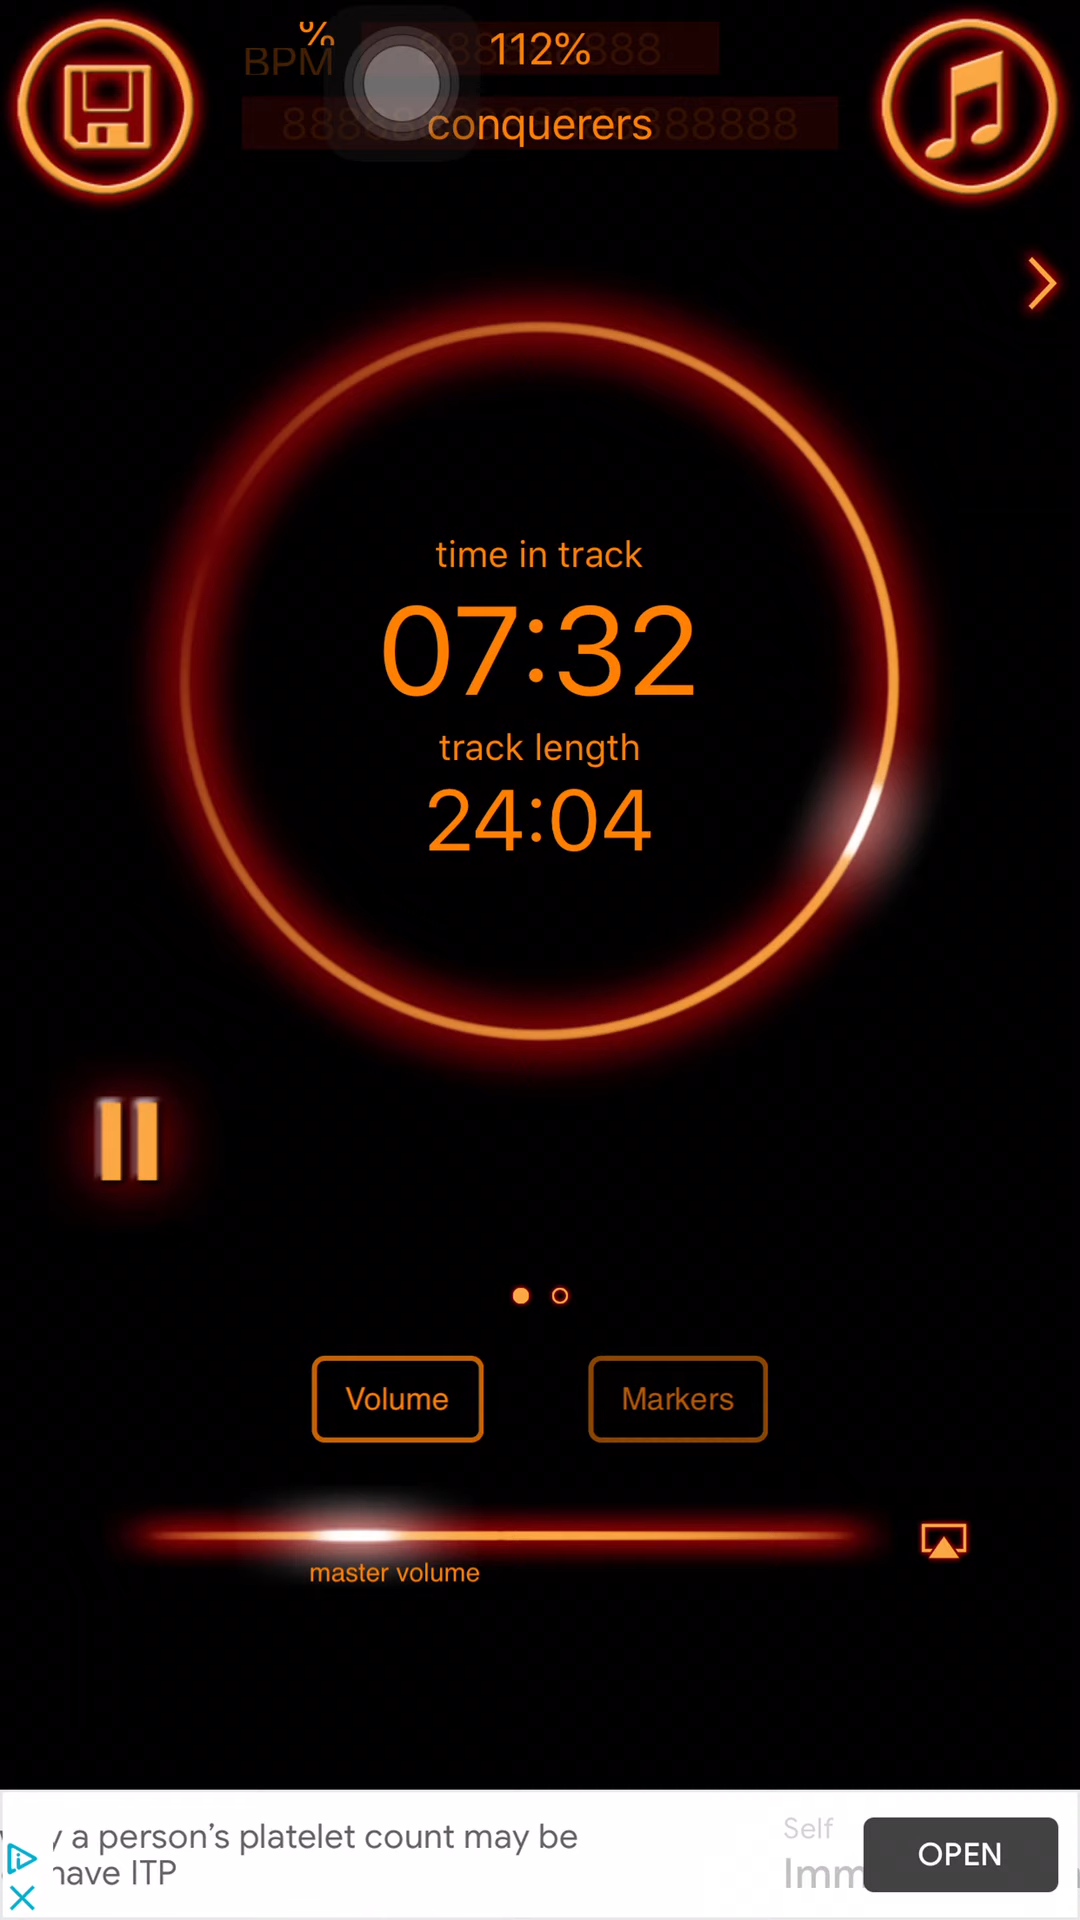 %
BPM
112%
conquerers
time in track
07:32
track length
24:04
Volume
Markers
master volume
a person’s platelet count may be
have ITP
Self
OPEN